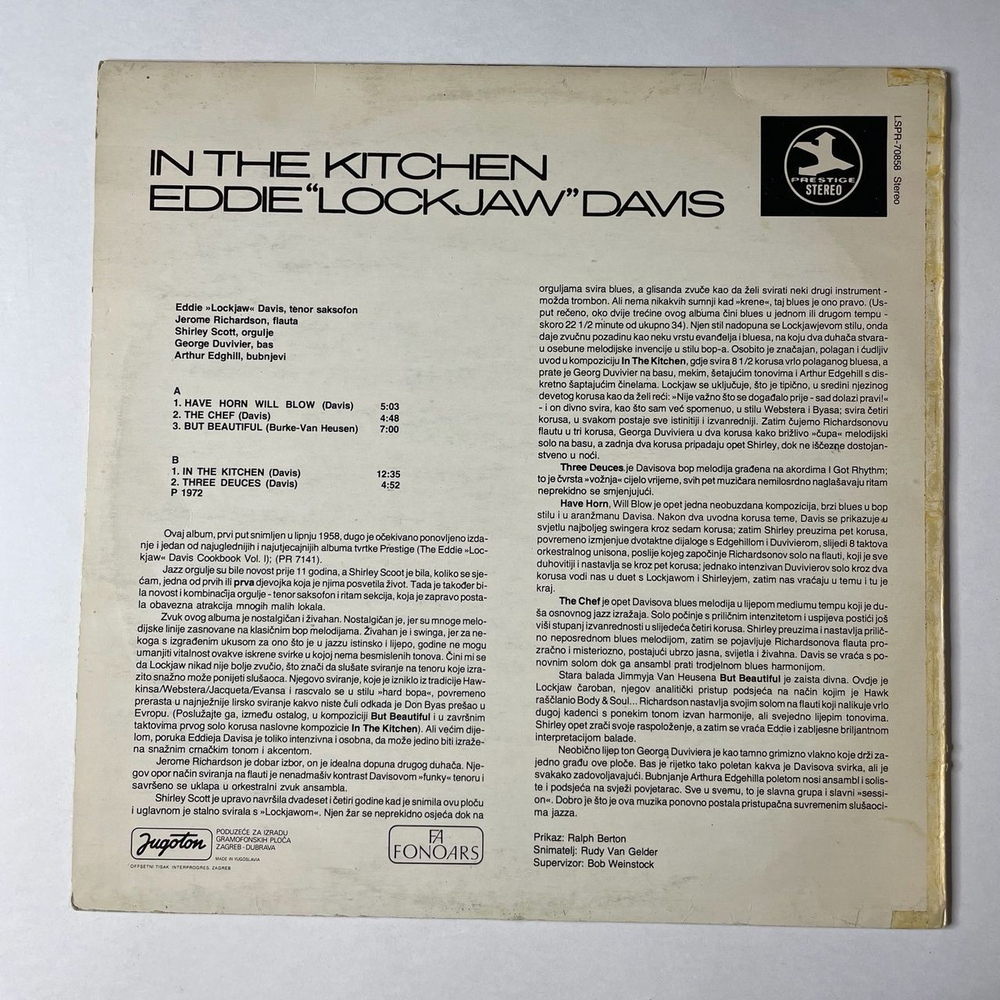 IN THE KITCHEN
EDDIE “LOCKJAW” DAVIS
PRESTIGE
STEREO
LSPR-70858 Stereo
Eddie »Lockjaw« Davis, tenor saksofon
Jerome Richardson, flauta
Shirley Scott, orgulje
George Duvivier, bas
Arthur Edghill, bubnjevi
A
1. HAVE HORN WILL BLOW (Davis) 5:03
2. THE CHEF (Davis) 4:48
3. BUT BEAUTIFUL (Burke-Van Heusen) 7:00
B
1. IN THE KITCHEN (Davis) 12:35
2. THREE DEUCES (Davis) 4:52
P 1972
Ovaj album, prvi put snimljen u lipnju 1958, dugo je očekivano ponovljeno izda-
nje i jedan od najuglednijih i najutjecajnijih albuma tvrtke Prestige (The Eddie »Loc-
kjaw« Davis Cookbook Vol. I); (PR 7141).
Jazz orgulje su bile novost prije 11 godina, a Shirley Scoot je bila, koliko se sje-
ćam, jedna od prvih ili prva djevojka koja je njima posvetila život. Tada je također bi-
la novost i kombinacija orgulje - tenor saksofon i ritam sekcija, koja je zapravo posta-
la obavezna atrakcija mnogih malih lokala.
Zvuk ovog albuma je nostalgičan i živahan. Nostalgičan je, jer su mnoge melo-
dijske linije zasnovane na klasičnim bop melodijama. Živahan je i swinga, jer za ne-
koga s izgrađenim ukusom za ono što je u jazzu istinsko i lijepo, godine ne mogu
umanjiti vitalnost ovakve iskrene svirke u kojoj nema besmislenih tonova. Čini mi se
da Lockjaw nikad nije bolje zvučio, što znači da slušate sviranje na tenoru koje izra-
zito snažno može ponijeti slušaoca. Njegovo sviranje, koje je izniklo iz tradicije Haw-
kinsa/Webstera/Jacqueta/Evansa i rascvalo se u stilu »hard bopa«, povremeno
prerasta u najnježnije lirsko sviranje kakvo niste čuli odkada je Don Byas prešao u
Evropu. (Poslužajte ga, između ostalog, u kompoziciji But Beautiful i u završnim
taktovima prvog solo korusa naslovne kompozicie In The Kitchen). Ali većim dije-
lom, poruka Eddieja Davisa je toliko intenzivna i osobna, da može jedino biti izraže-
na snažnim crnačkim tonom i akcentom.
Jerome Richardson je dobar izbor, on je idealna dopuna drugog duhača. Nje-
gov opor način sviranja na flauti je nenadmašiv kontrast Davisovom »funky« tenoru i
savršeno se uklapa u orkestralni zvuk ansambla.
Shirley Scott je upravo navršila dvadeset i četiri godine kad je snimila ovu ploču
i uglavnom je stalno svirala s »Lockjawom«. Njen žar se neprekidno osjeća dok na
orguljama svira blues, a glisanda zvuče kao da želi svirati neki drugi instrument -
možda trombon. Ali nema nikakvih sumnji kad »krene«, taj blues je ono pravo. (Us-
put rečeno, oko dvije trećine ovog albuma čini blues u jednom ili drugom tempu -
skoro 22 1/2 minute od ukupno 34). Njen stil nadopuna se Lockjawjevom stilu, onda
daje zvučnu pozadinu kao neku vrstu evanđelja i bluesa, na koju dva duhača stvara-
u osebune melodijske invencije u stilu bop-a. Osobito je značajan, polagan i ćudljiv
uvod u kompoziciju In The Kitchen, gdje svira 8 1/2 korusa vrlo polaganog bluesa, a
prate je Georg Duvivier na basu, mekim, šetajućim tonovima i Arthur Edgehill s dis-
kretno šaptajućim činelama. Lockjaw se uključuje, što je tipično, u sredini njezinog
devetog korusa kao da želi reći: »Nije važno što se događalo prije - sad dolazi pravi!«
- i on divno svira, kao što sam već spomenuo, u stilu Webstera i Byasa; svira četiri
korusa, u svakom postaje sve istinitiji i izvanredniji. Zatim čujemo Richardsonovu
flautu u tri korusa, Georga Duviviera u dva korusa kako brižlivo »čupa« melodijski
solo na basu, a zadnja dva korusa pripadaju opet Shirley, dok ne iščezne dostojan-
stveno u noći.
Three Deuces je Davisova bop melodija građena na akordima I Got Rhythm;
to je čvrsta »vožnja« cijelo vrijeme, svih pet muzičara nemilosrdno naglašavaju ritam
neprekidno se smjenjujući.
Have Horn, Will Blow je opet jedna neobuzdana kompozicija, brzi blues u bop
stilu i u aranžmanu Davisa. Nakon dva uvodna korusa teme, Davis se prikazuje u
svjetlu najboljeg swingera kroz sedam korusa; zatim Shirley preuzima pet korusa,
povremeno izmjenjuje dvotaktne dijaloge s Edgehillom i Duvivierom, slijedi 8 taktova
orkestralnog unisona, poslije kojeg započinje Richardsonov solo na flauti, koji je sve
duhovitiji i nastavlja se kroz pet korusa; jednako intenzivan Duvivierov solo kroz dva
korusa vodi nas u duet s Lockjawom i Shirleyjem, zatim nas vraćaju u temu i tu je
kraj.
The Chef je opet Davisova blues melodija u lijepom mediumu tempu koji je du-
ša osnovnog jazz izražaja. Solo počinje s priličnim intenzitetom i uspijeva postići još
viši stupanj izvanrednosti u slijedeća četiri korusa. Shirley preuzima i nastavlja prilič-
no neposrednom blues melodijom, zatim se pojavljuje Richardsonova flauta pro-
zračno i misteriozno, postajući ubrzo jasna, svijetla i živahna. Davis se vraća s po-
novnim solom dok ga ansambl prati trodjelnom blues harmonijom.
Stara balada Jimmyja Van Heusena But Beautiful je zaista divna. Ovdje je
Lockjaw čaroban, njegov analitički pristup podsjeća na način kojim je Hawk
raščlanio Body & Soul... Richardson nastavlja svojim solom na flauti koji nalikuje vrlo
dugoj kadenci s ponekim tonom izvan harmonije, ali svejedno lijepim tonovima.
Shirley opet zrači svoje raspoloženje, a zatim se vraća Eddie i zabljesne briljantnom
interpretacijom balade.
Neobično lijep ton Georga Duviviera je kao tamno grimizno vlakno koje drži za-
jedno građu ove ploče. Bas je rijetko tako poletan kakva je Davisova svirka, ali je
svakako zadovoljavajući. Bubnjanje Arthura Edgehilla poletom nosi ansambl i solis-
te i podsjeća na svježi povjetarac. Sve u svemu, to je slavna grupa i slavni »sessi-
on«. Dobro je što je ova muzika ponovno postala pristupačna suvremenim slušaoci-
ma jazza.
Prikaz: Ralph Berton
Snimatelj: Rudy Van Gelder
Supervizor: Bob Weinstock
Jugoton
PODUZEĆE ZA IZRADU
GRAMOFONSKIH PLOČA
ZAGREB - DUBRAVA
MADE IN YUGOSLAVIA
OFFSETNI TISAK INTERPROGRES, ZAGREB
FA
FONOARS